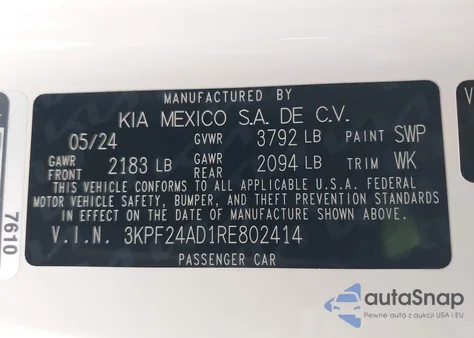 MANUFACTURED BY
KIA MEXICO S.A. DE C.V.
05/24 GVWR 3792 LB PAINT SWP
GAWR FRONT 2183 LB GAWR REAR 2094 LB TRIM WK
THIS VEHICLE CONFORMS TO ALL APPLICABLE U.S.A. FEDERAL
MOTOR VEHICLE SAFETY, BUMPER, AND THEFT PREVENTION STANDARDS
IN EFFECT ON THE DATE OF MANUFACTURE SHOWN ABOVE.
V.I.N. 3KPF24AD1RE802414
PASSENGER CAR
7610
V
autoSnap
Pewne auta z aukcji USA i EU